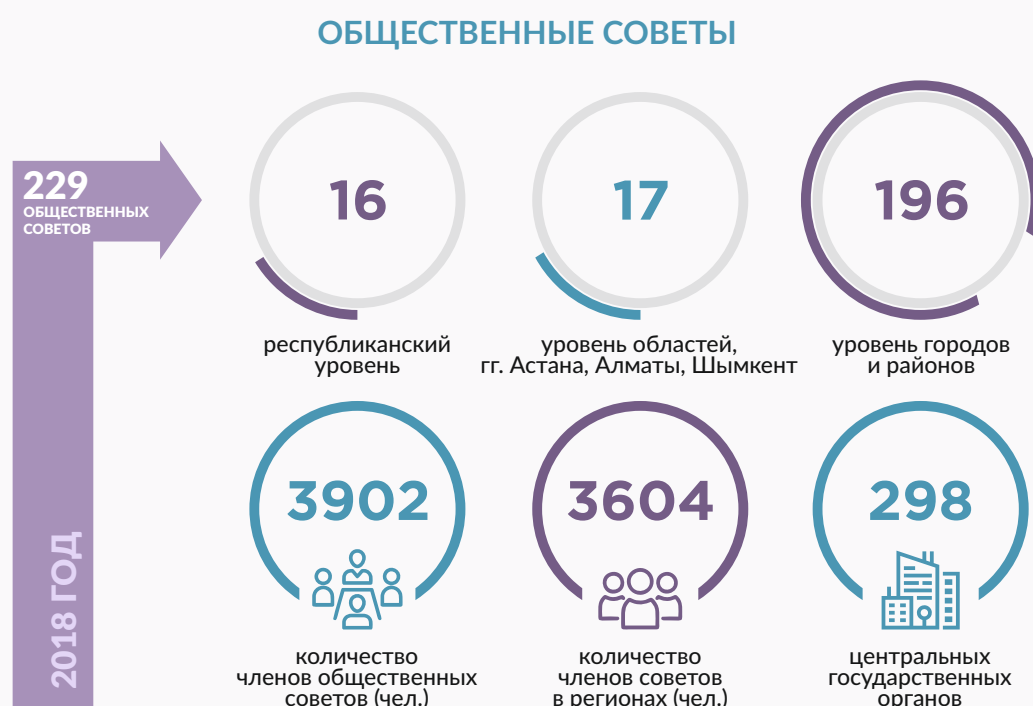 ОБЩЕСТВЕННЫЕ СОВЕТЫ
229
ОБЩЕСТВЕННЫХ
СОВЕТОВ
16
республиканский
уровень
17
уровень областей,
гг. Астана, Алматы, Шымкент
196
уровень городов
и районов
2018 ГОД
3902
количество
членов общественных
советов (чел.)
3604
количество
членов советов
в регионах (чел.)
298
центральных
государственных
органов